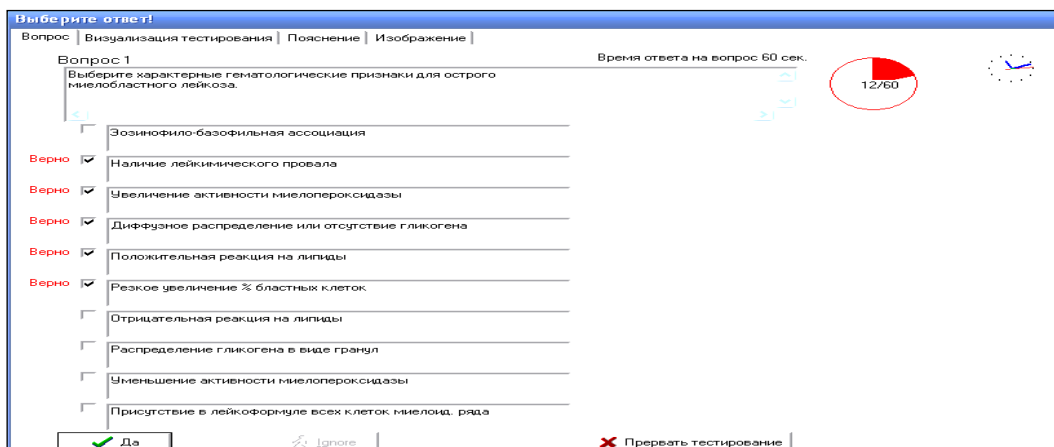 Выберите ответ!
Вопрос Визуализация тестирования Пояснение Изображение
Вопрос 1
Время ответа на вопрос 60 сек.
Выберите характерные гематологические признаки для острого
миелобластного лейкоза.
12/60
Эозинофило-базофильная ассоциация
Верно Наличие лейкимического провала
Верно Увеличение активности миелопероксидазы
Верно Диффузное распределение или отсутствие гликогена
Верно Положительная реакция на липиды
Верно Резкое увеличение % бластных клеток
Отрицательная реакция на липиды
Распределение гликогена в виде гранул
Уменьшение активности миелопероксидазы
Присутствие в лейкоформуле всех клеток миелоид. ряда
Да Ignore Прервать тестирование